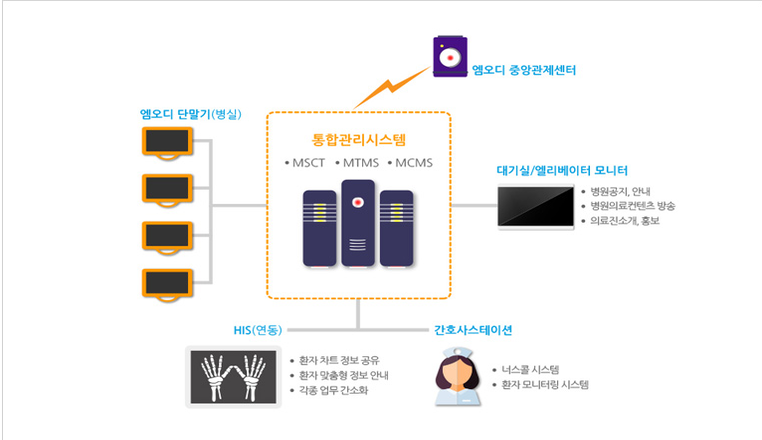 엠오디 중앙관제센터
엠오디 단말기(병실)
통합관리시스템
• MSCT • MTMS • MCMS
대기실/엘리베이터 모니터
• 병원공지, 안내
• 병원의료컨텐츠 방송
• 의료진소개, 홍보
HIS(연동)
• 환자 차트 정보 공유
• 환자 맞춤형 정보 안내
• 각종 업무 간소화
간호사스테이션
• 너스콜 시스템
• 환자 모니터링 시스템